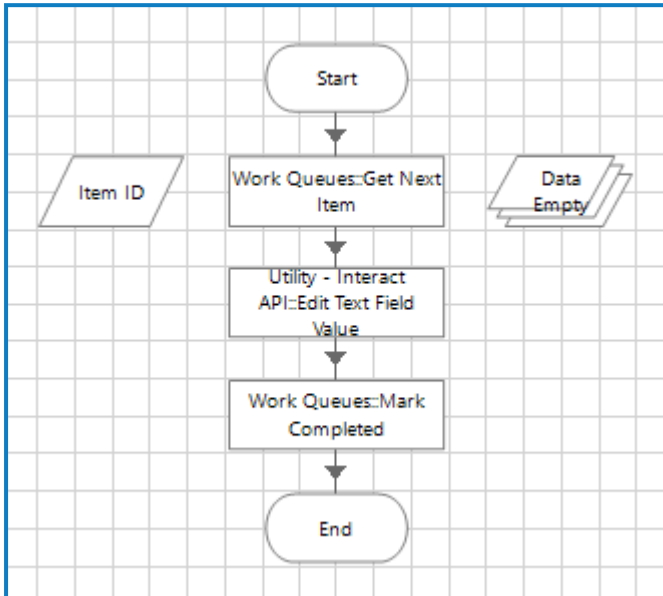 Start
Item ID
Work Queues::Get Next
Item
Data
Empty
Utility - Interact
API::Edit Text Field
Value
Work Queues::Mark
Completed
End